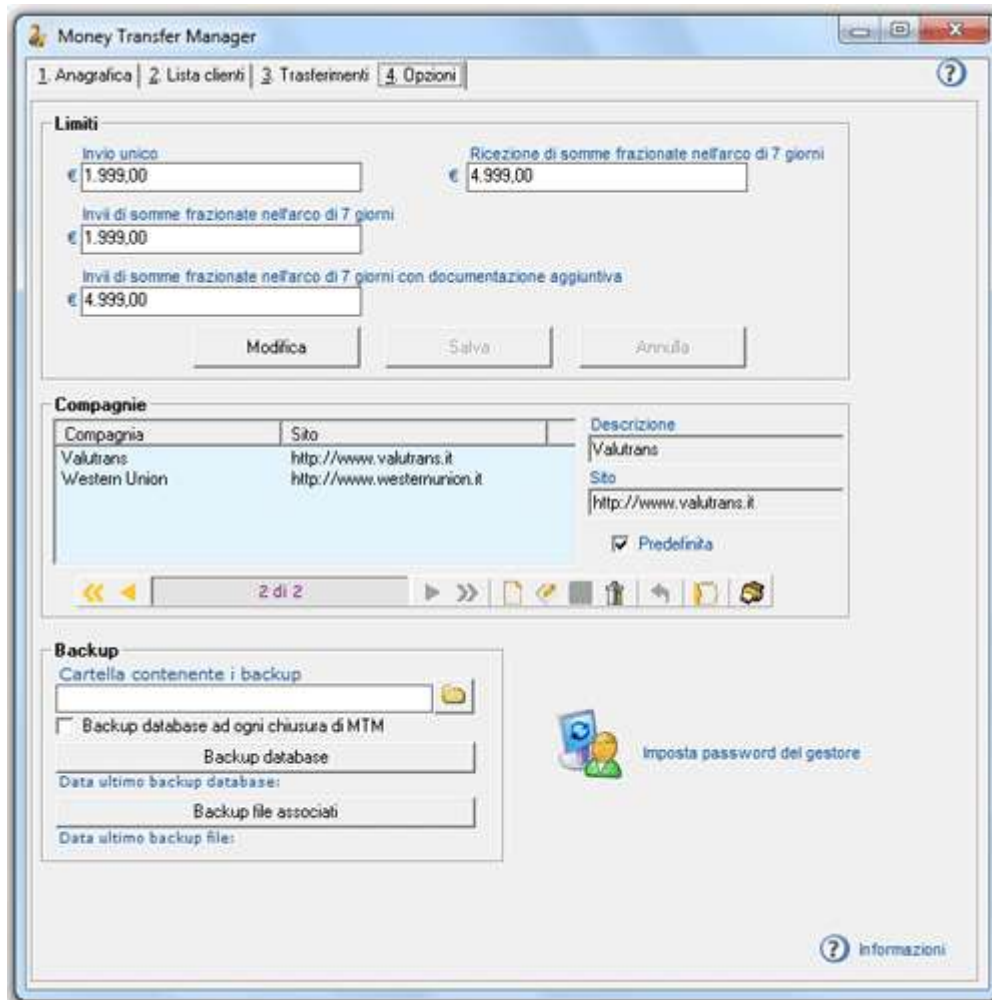 Money Transfer Manager
1. Anagrafica 2. Lista clienti 3. Trasferimenti 4. Opzioni
Limiti
Invio unico
€ 1.999,00
Ricezione di somme frazionate nell'arco di 7 giorni
€ 4.999,00
Invii di somme frazionate nell'arco di 7 giorni
€ 1.999,00
Invii di somme frazionate nell'arco di 7 giorni con documentazione aggiuntiva
€ 4.999,00
Modifica Salva Annulla
Compagnie
Compagnia Sito
Valutrans http://www.valutrans.it
Western Union http://www.westernunion.it
Descrizione
Valutrans
Sito
http://www.valutrans.it
Predefinita
2 di 2
Backup
Cartella contenente i backup
Backup database ad ogni chiusura di MTM
Backup database
Data ultimo backup database:
Backup file associati
Data ultimo backup file:
Imposta password del gestore
Informazioni